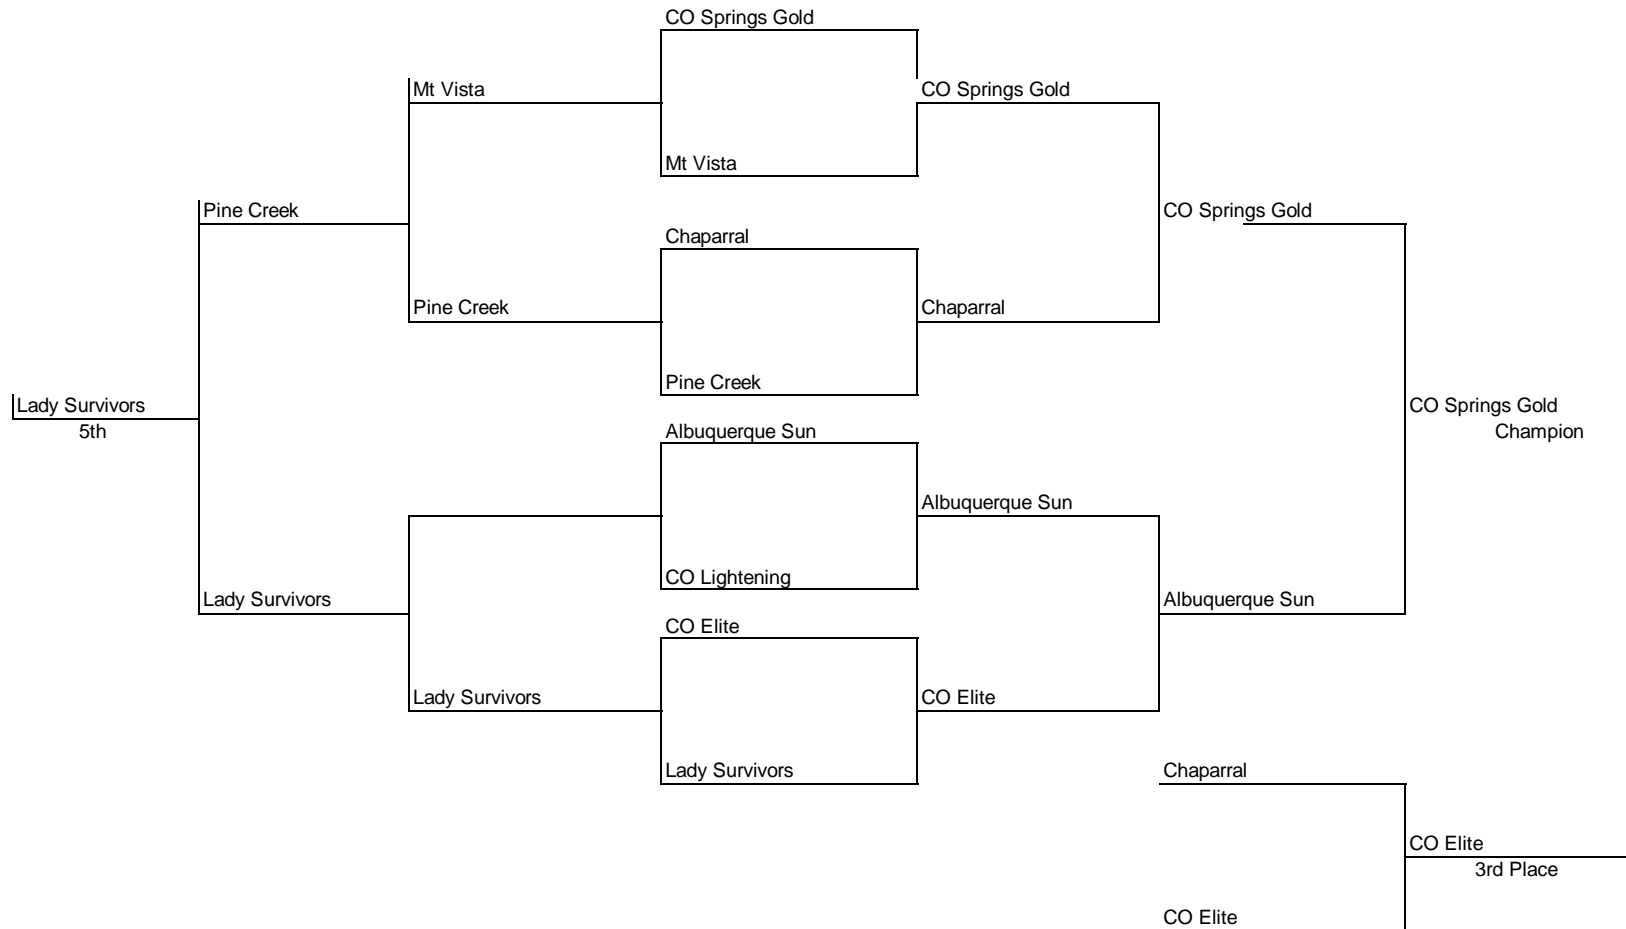 CO Springs Gold
Mt Vista
CO Springs Gold
Mt Vista
Pine Creek
CO Springs Gold
Chaparral
Pine Creek
Chaparral
Pine Creek
Lady Survivors
CO Springs Gold
5th
Albuquerque Sun
Champion
Albuquerque Sun
CO Lightening
Lady Survivors
Albuquerque Sun
CO Elite
Lady Survivors
CO Elite
Lady Survivors
Chaparral
CO Elite
3rd Place
CO Elite